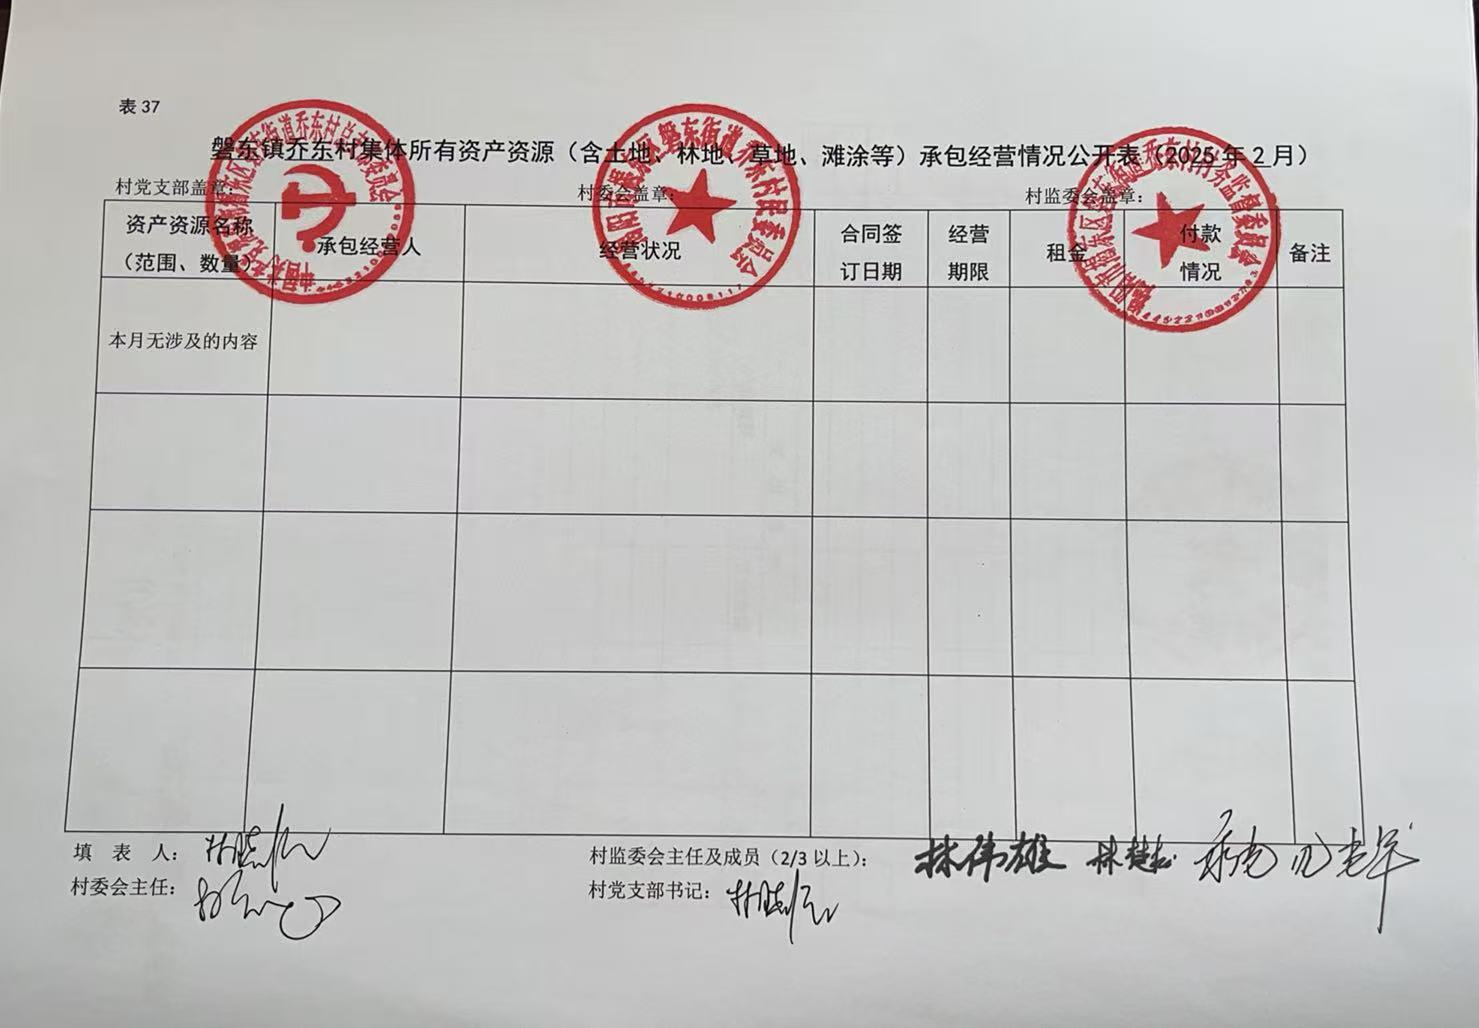 表 37
磐东镇乔东村集体所有资产资源（含土地、林地、草地、滩涂等）承包经营情况公开表（2025 年 2 月）
村党支部盖章： 村委会盖章： 村监委会盖章：
资产资源名称（范围、数量） 承包经营人 经营状况 合同签订日期 经营期限 租金 付款情况 备注
本月无涉及的内容
填 表 人： 村监委会主任及成员（2/3 以上）： 林伟雄
村委会主任： 村党支部书记：